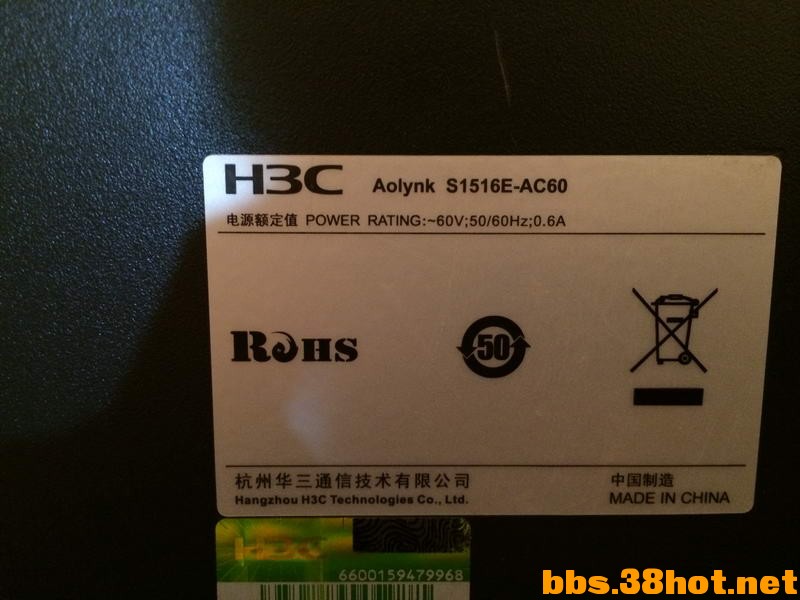 H3C Aolynk S1516E-AC60
电源额定值 POWER RATING:~60V;50/60Hz;0.6A
RoHS
50
杭州华三通信技术有限公司
Hangzhou H3C Technologies Co., Ltd.
中国制造
MADE IN CHINA
H3C
6600159479968
bbs.38hot.net